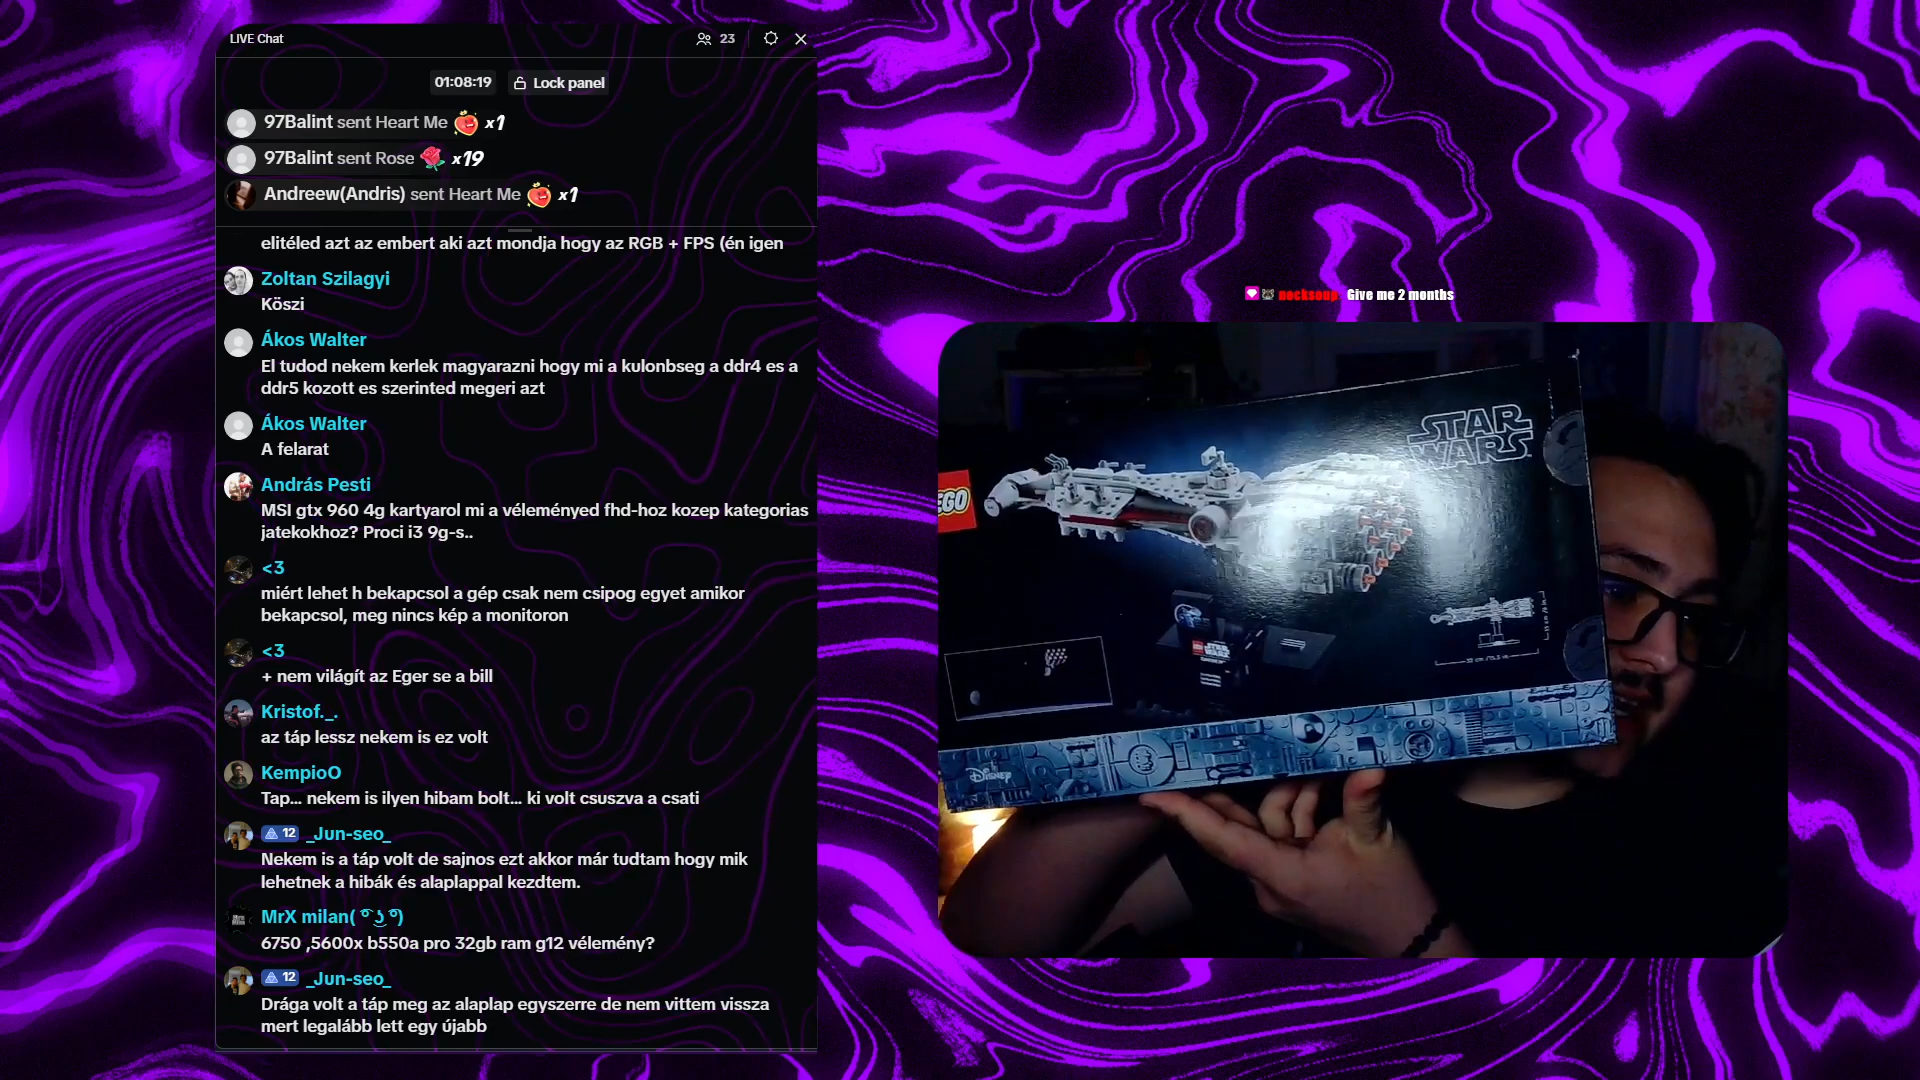 LIVE Chat
23
01:08:19
Lock panel
97Balint sent Heart Me x1
97Balint sent Rose x19
Andreew(Andris) sent Heart Me x1
elitéled azt az embert aki azt mondja hogy az RGB + FPS (én igen
Zoltan Szilagyi
Köszi
Ákos Walter
El tudod nekem kerlek magyarazni hogy mi a kulonbseg a ddr4 es a
ddr5 kozott es szerinted megeri azt
Ákos Walter
A felarat
András Pesti
MSI gtx 960 4g kartyarol mi a véleményed fhd-hoz kozep kategorias
jatekokhoz? Proci i3 9g-s..
<3
miért lehet h bekapcsol a gép csak nem csipog egyet amikor
bekapcsol, meg nincs kép a monitoron
<3
+ nem világít az Eger se a bill
Kristof._.
az táp lessz nekem is ez volt
KempioO
Tap... nekem is ilyen hibam bolt... ki volt csuszva a csati
12 _Jun-seo_
Nekem is a táp volt de sajnos ezt akkor már tudtam hogy mik
lehetnek a hibák és alaplappal kezdtem.
MrX milan( ͡° ͜ʖ ͡°)
6750 ,5600x b550a pro 32gb ram g12 vélemény?
12 _Jun-seo_
Drága volt a táp meg az alaplap egyszerre de nem vittem vissza
mert legalább lett egy újabb
nocksoup: Give me 2 months
STAR
WARS
EGO
Disney